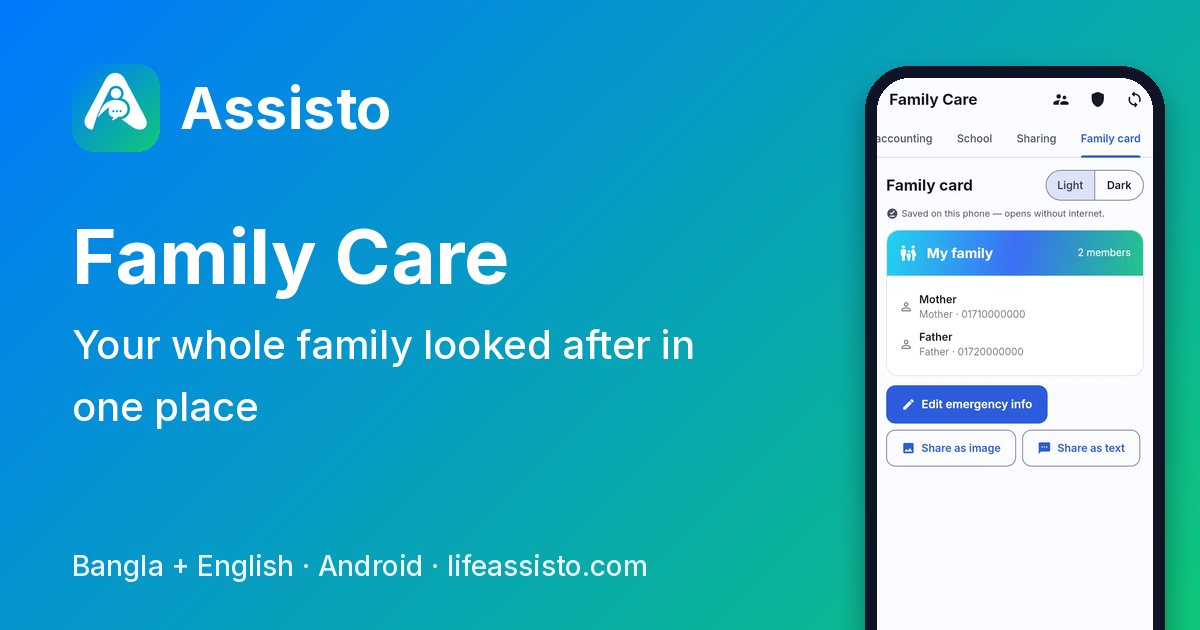 Assisto
Family Care
Your whole family looked after in
one place
Bangla + English · Android · lifeassisto.com
Family Care
accounting School Sharing Family card
Family card Light Dark
Saved on this phone — opens without internet.
My family 2 members
Mother
Mother · 01710000000
Father
Father · 01720000000
Edit emergency info
Share as image Share as text